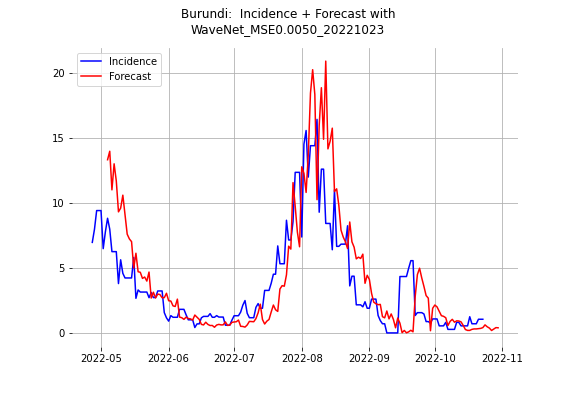 Burundi:  Incidence + Forecast with
WaveNet_MSE0.0050_20221023
Incidence
Forecast
20
15
10
5
0
2022-05 2022-06 2022-07 2022-08 2022-09 2022-10 2022-11